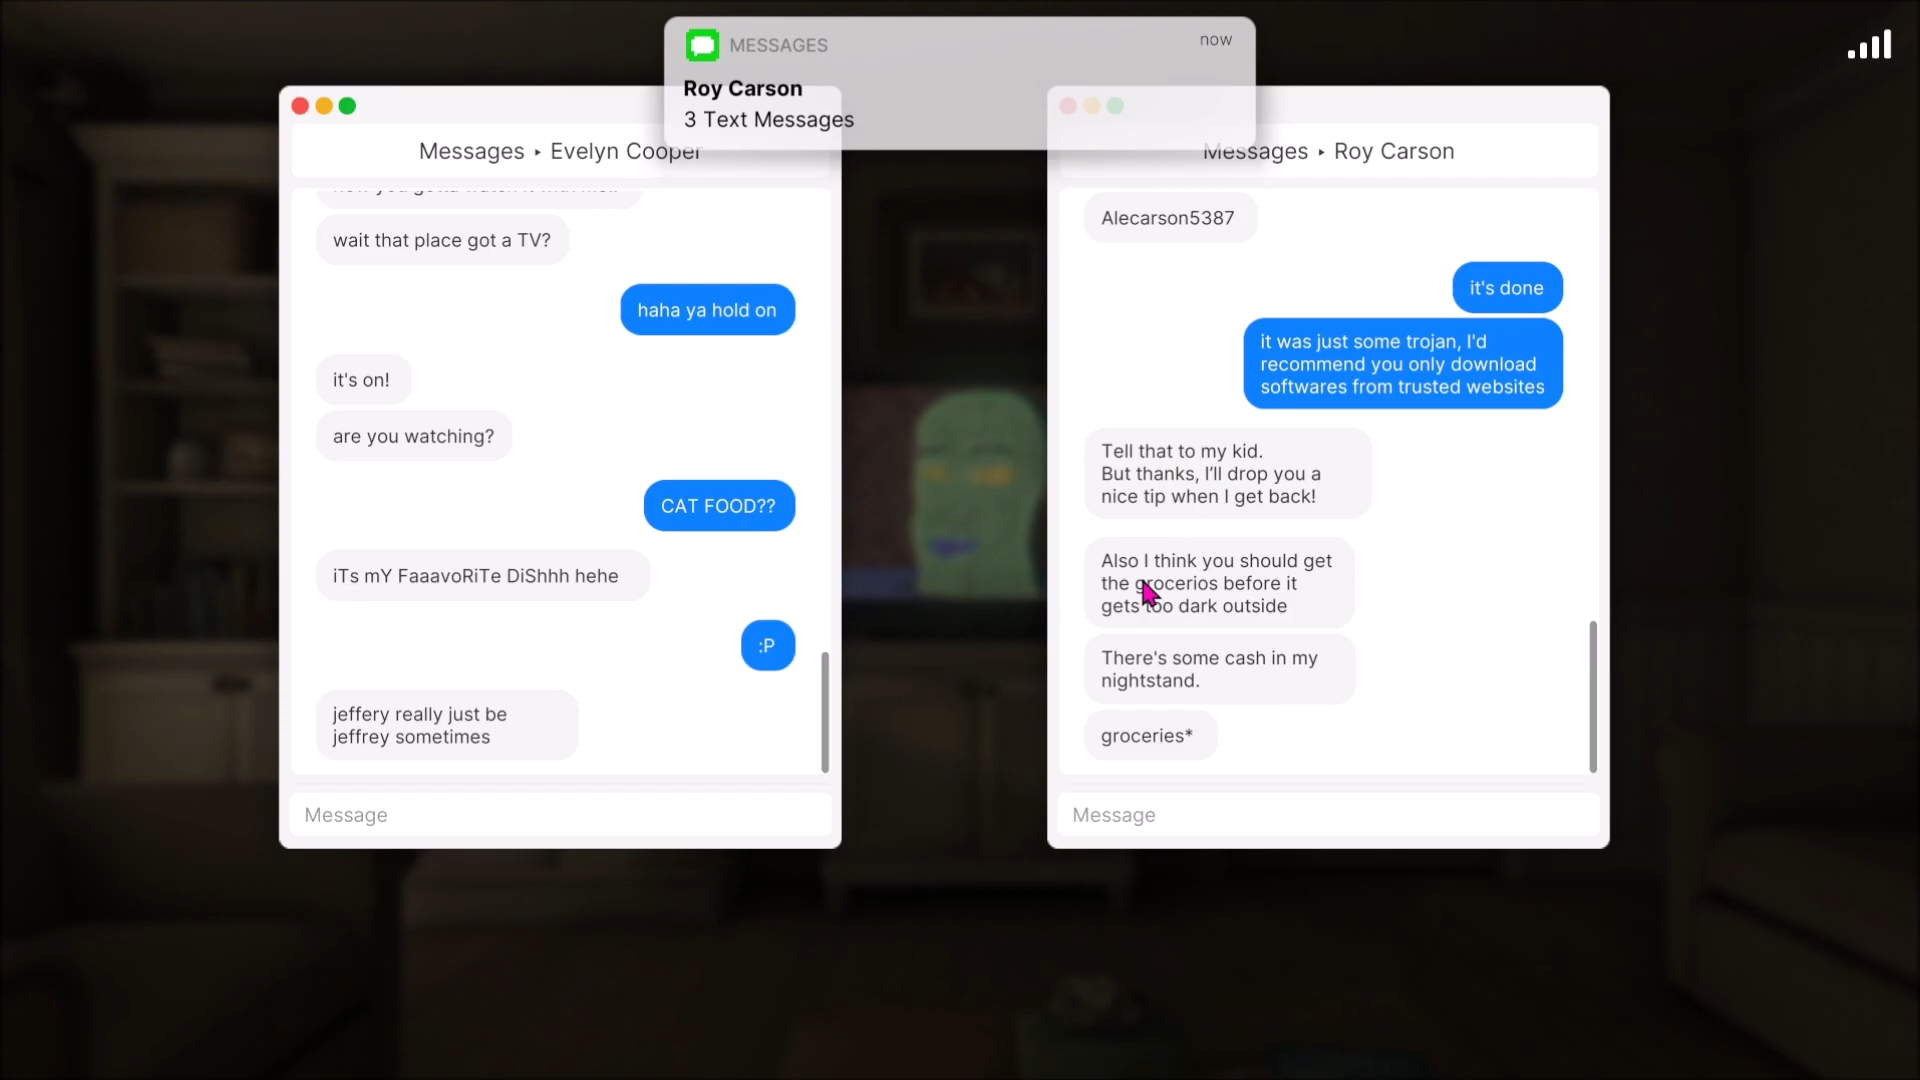 MESSAGES
now
Roy Carson
3 Text Messages
Messages ‣ Evelyn Cooper
wait that place got a TV?
haha ya hold on
it's on!
are you watching?
CAT FOOD??
iTs mY FaaavoRiTe DiShhh hehe
:P
jeffery really just be
jeffrey sometimes
Message
Messages ‣ Roy Carson
Alecarson5387
it's done
it was just some trojan, I'd
recommend you only download
softwares from trusted websites
Tell that to my kid.
But thanks, I’ll drop you a
nice tip when I get back!
Also I think you should get
the grocerios before it
gets too dark outside
There's some cash in my
nightstand.
groceries*
Message